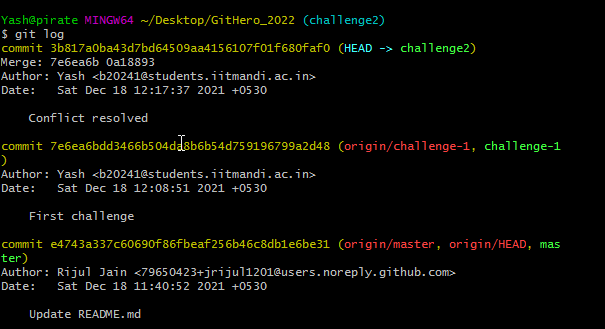 Yash@pirate MINGW64 ~/Desktop/GitHero_2022 (challenge2)
$ git log
commit 3b817a0ba43d7bd64509aa4156107f01f680faf0 (HEAD -> challenge2)
Merge: 7e6ea6b 0a18893
Author: Yash <b20241@students.iitmandi.ac.in>
Date:   Sat Dec 18 12:17:37 2021 +0530
Conflict resolved
commit 7e6ea6bdd3466b504da8b6b54d759196799a2d48 (origin/challenge-1, challenge-1
)
Author: Yash <b20241@students.iitmandi.ac.in>
Date:   Sat Dec 18 12:08:51 2021 +0530
First challenge
commit e4743a337c60690f86fbeaf256b46c8db1e6be31 (origin/master, origin/HEAD, mas
ter)
Author: Rijul Jain <79650423+jrijul1201@users.noreply.github.com>
Date:   Sat Dec 18 11:40:52 2021 +0530
Update README.md